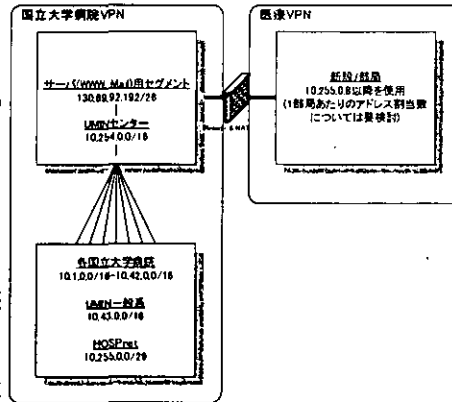 国立大学病院VPN
サーバ(WWW, Mail)用セグメント
130.69.92.192/26
UMINセンター
10.254.0.0/16
各国立大学病院
10.1.0.0/16-10.42.0.0/16
UMIN一般系
10.43.0.0/16
HOSPnet
10.255.0.0/29
& NAT
医療VPN
新設/部局
10.255.0.8以降を使用
(1部局あたりのアドレス割当数
については要検討)